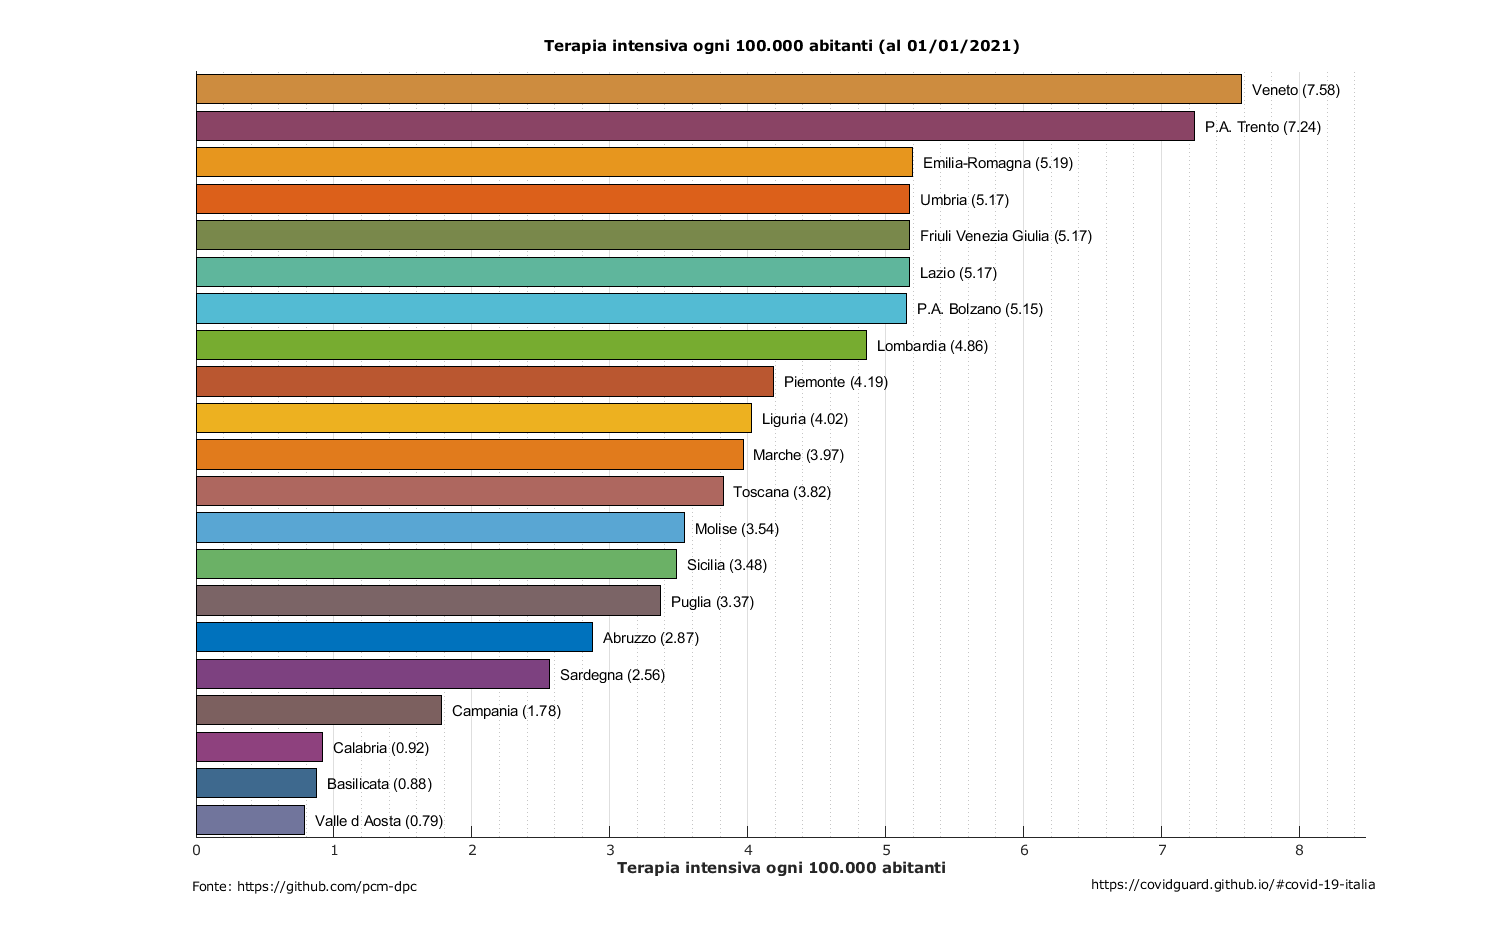 Terapia intensiva ogni 100.000 abitanti (al 01/01/2021)
Veneto (7.58)
P.A. Trento (7.24)
Emilia-Romagna (5.19)
Umbria (5.17)
Friuli Venezia Giulia (5.17)
Lazio (5.17)
P.A. Bolzano (5.15)
Lombardia (4.86)
Piemonte (4.19)
Liguria (4.02)
Marche (3.97)
Toscana (3.82)
Molise (3.54)
Sicilia (3.48)
Puglia (3.37)
Abruzzo (2.87)
Sardegna (2.56)
Campania (1.78)
Calabria (0.92)
Basilicata (0.88)
Valle d Aosta (0.79)
0 1 2 3 4 5 6 7 8
Terapia intensiva ogni 100.000 abitanti
Fonte: https://github.com/pcm-dpc
https://covidguard.github.io/#covid-19-italia